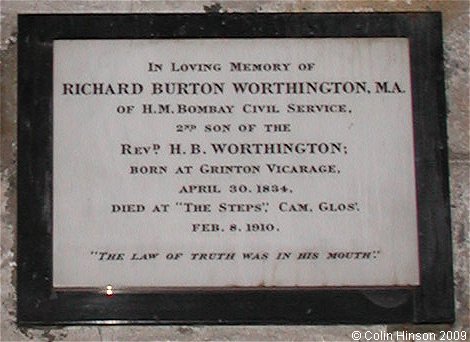 IN LOVING MEMORY OF
RICHARD BURTON WORTHINGTON, M.A.
OF H.M. BOMBAY CIVIL SERVICE,
2ND SON OF THE
REVD. H. B. WORTHINGTON;
BORN AT GRINTON VICARAGE,
APRIL 30. 1834.
DIED AT "THE STEPS", CAM, GLOS.
FEB. 8. 1910.
"THE LAW OF TRUTH WAS IN HIS MOUTH."
©Colin Hinson 2009